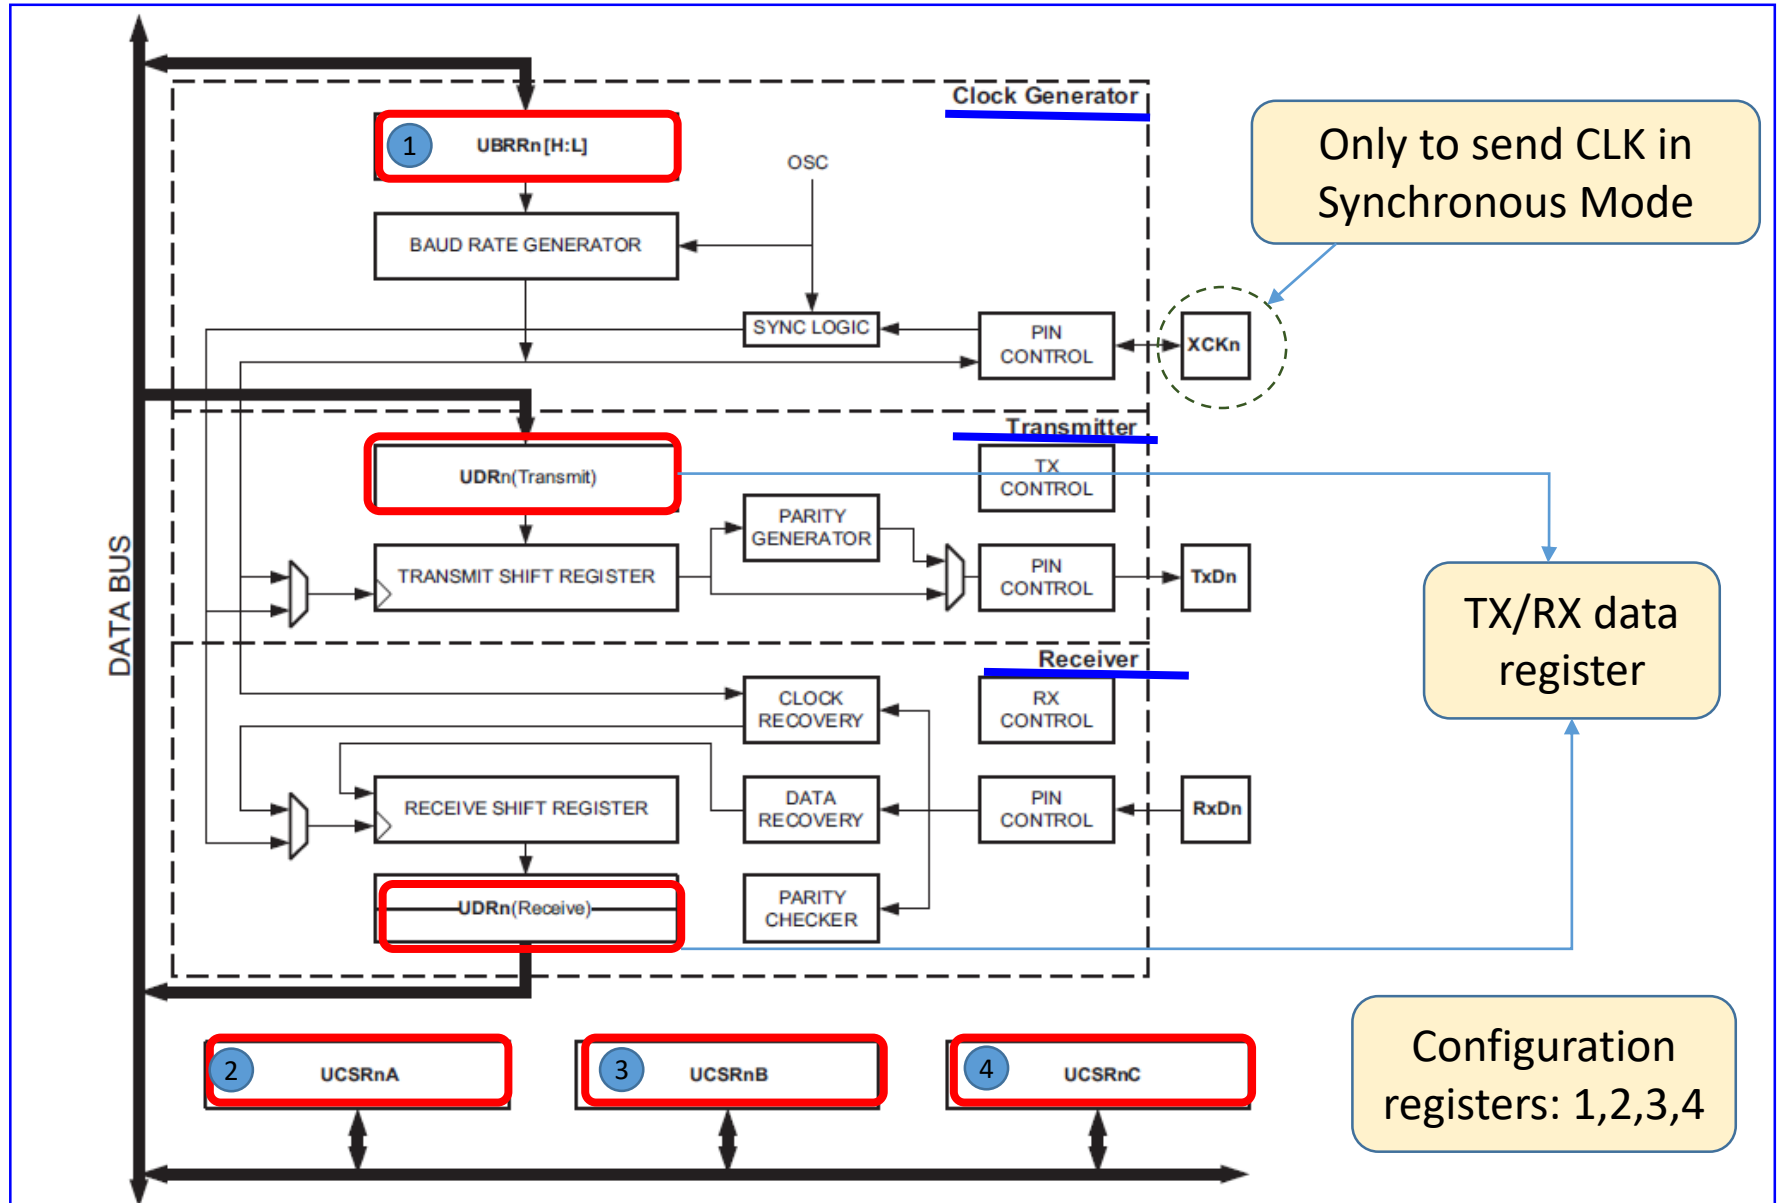 Clock Generator
1
UBRRn[H:L]
OSC
BAUD RATE GENERATOR
SYNC LOGIC
PIN
CONTROL
XCKn
Only to send CLK in
Synchronous Mode
DATA BUS
Transmitter
UDRn(Transmit)
TX
CONTROL
PARITY
GENERATOR
TRANSMIT SHIFT REGISTER
PIN
CONTROL
TxDn
TX/RX data
register
Receiver
CLOCK
RECOVERY
RX
CONTROL
RECEIVE SHIFT REGISTER
DATA
RECOVERY
PIN
CONTROL
RxDn
UDRn(Receive)
PARITY
CHECKER
2
UCSRnA
3
UCSRnB
4
UCSRnC
Configuration
registers: 1,2,3,4